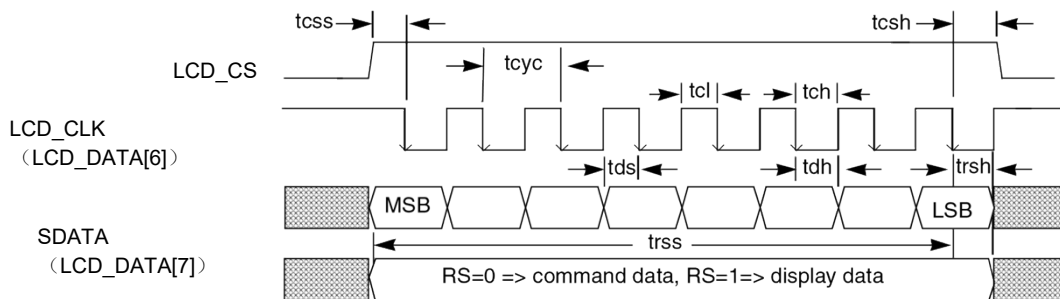 tcss
tcsh
LCD_CS
tcyc
tcl
tch
LCD_CLK
（LCD_DATA[6]）
tds
tdh
trsh
MSB
LSB
SDATA
（LCD_DATA[7]）
trss
RS=0 => command data, RS=1=> display data